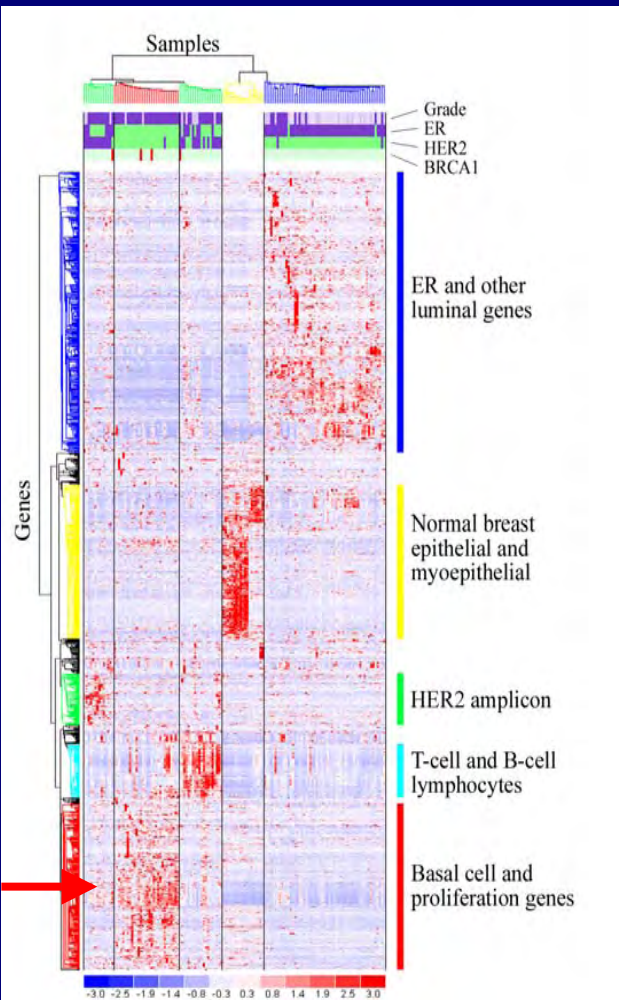 Samples
Grade
ER
HER2
BRCA1
ER and other
luminal genes
Genes
Normal breast
epithelial and
myoepithelial
HER2 amplicon
T-cell and B-cell
lymphocytes
Basal cell and
proliferation genes
-3.0 -2.5 -1.9 -1.4 -0.8 -0.3 0.3 0.8 1.4 1.9 2.5 3.0